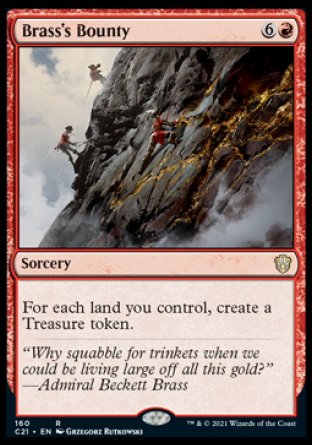 Brass's Bounty 6
Sorcery
For each land you control, create a
Treasure token.
“Why squabble for trinkets when we
could be living large off all this gold?”
—Admiral Beckett Brass
160 R
C21 • EN Grzegorz Rutkowski ™ & © 2021 Wizards of the Coast